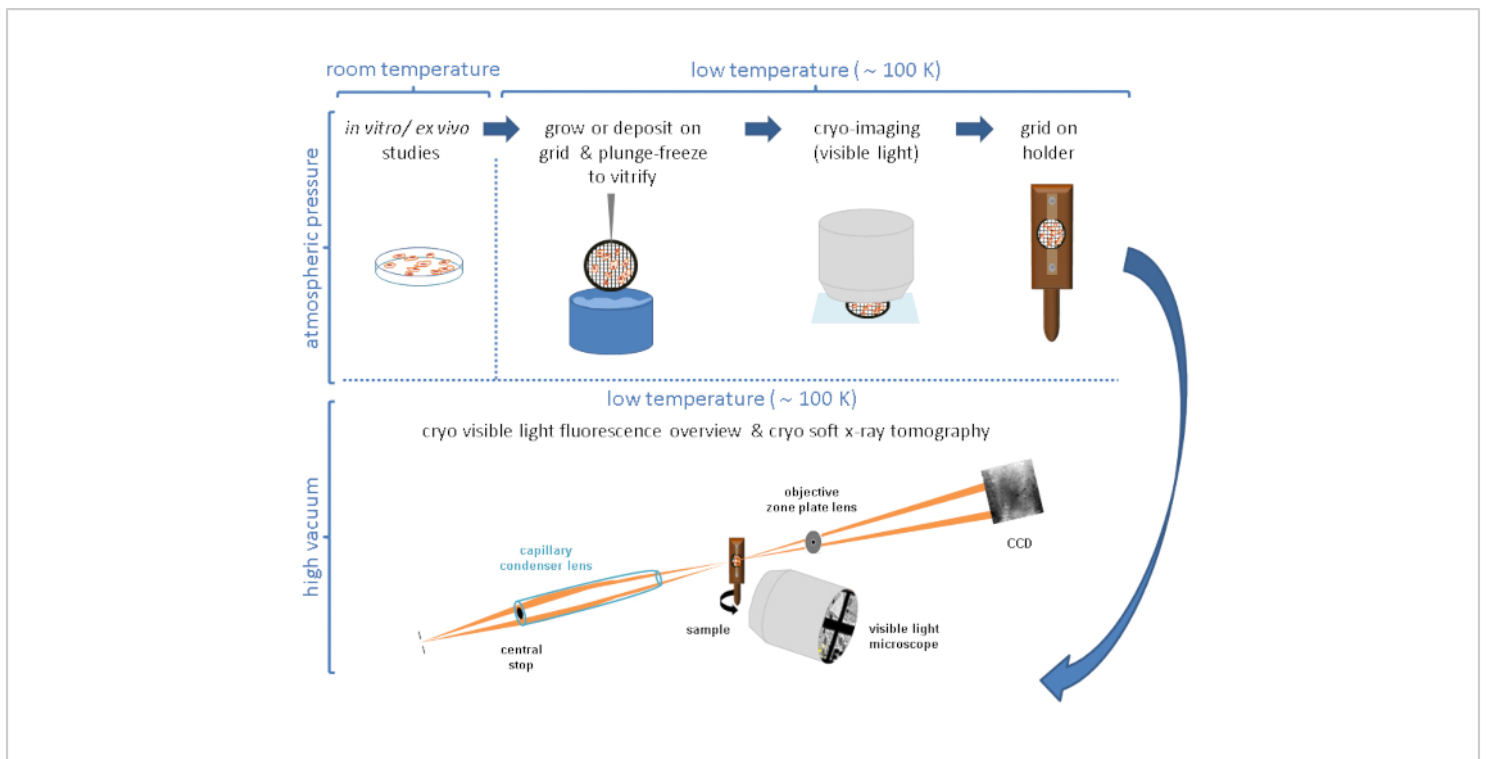 room temperature
low temperature (~ 100 K)
atmospheric pressure
in vitro/ ex vivo
studies
grow or deposit on
grid & plunge-freeze
to vitrify
cryo-imaging
(visible light)
grid on
holder
high vacuum
low temperature (~ 100 K)
cryo visible light fluorescence overview & cryo soft x-ray tomography
objective
zone plate lens
CCD
capillary
condenser lens
sample
visible light
microscope
central
stop